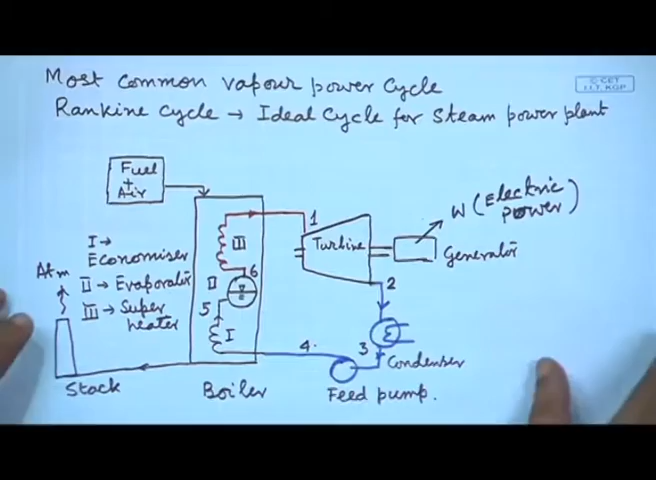 Most common vapour power cycle
Rankine cycle → Ideal Cycle for Steam power plant
© CET
I.I.T. KGP
Fuel
+
Air
W (Electric
power)
1
Turbine
Generator
I →
Economiser
II → Evaporator
III → Super
heater
Atm
III
6
II
5
I
2
4
3
Condenser
Stack
Boiler
Feed pump.